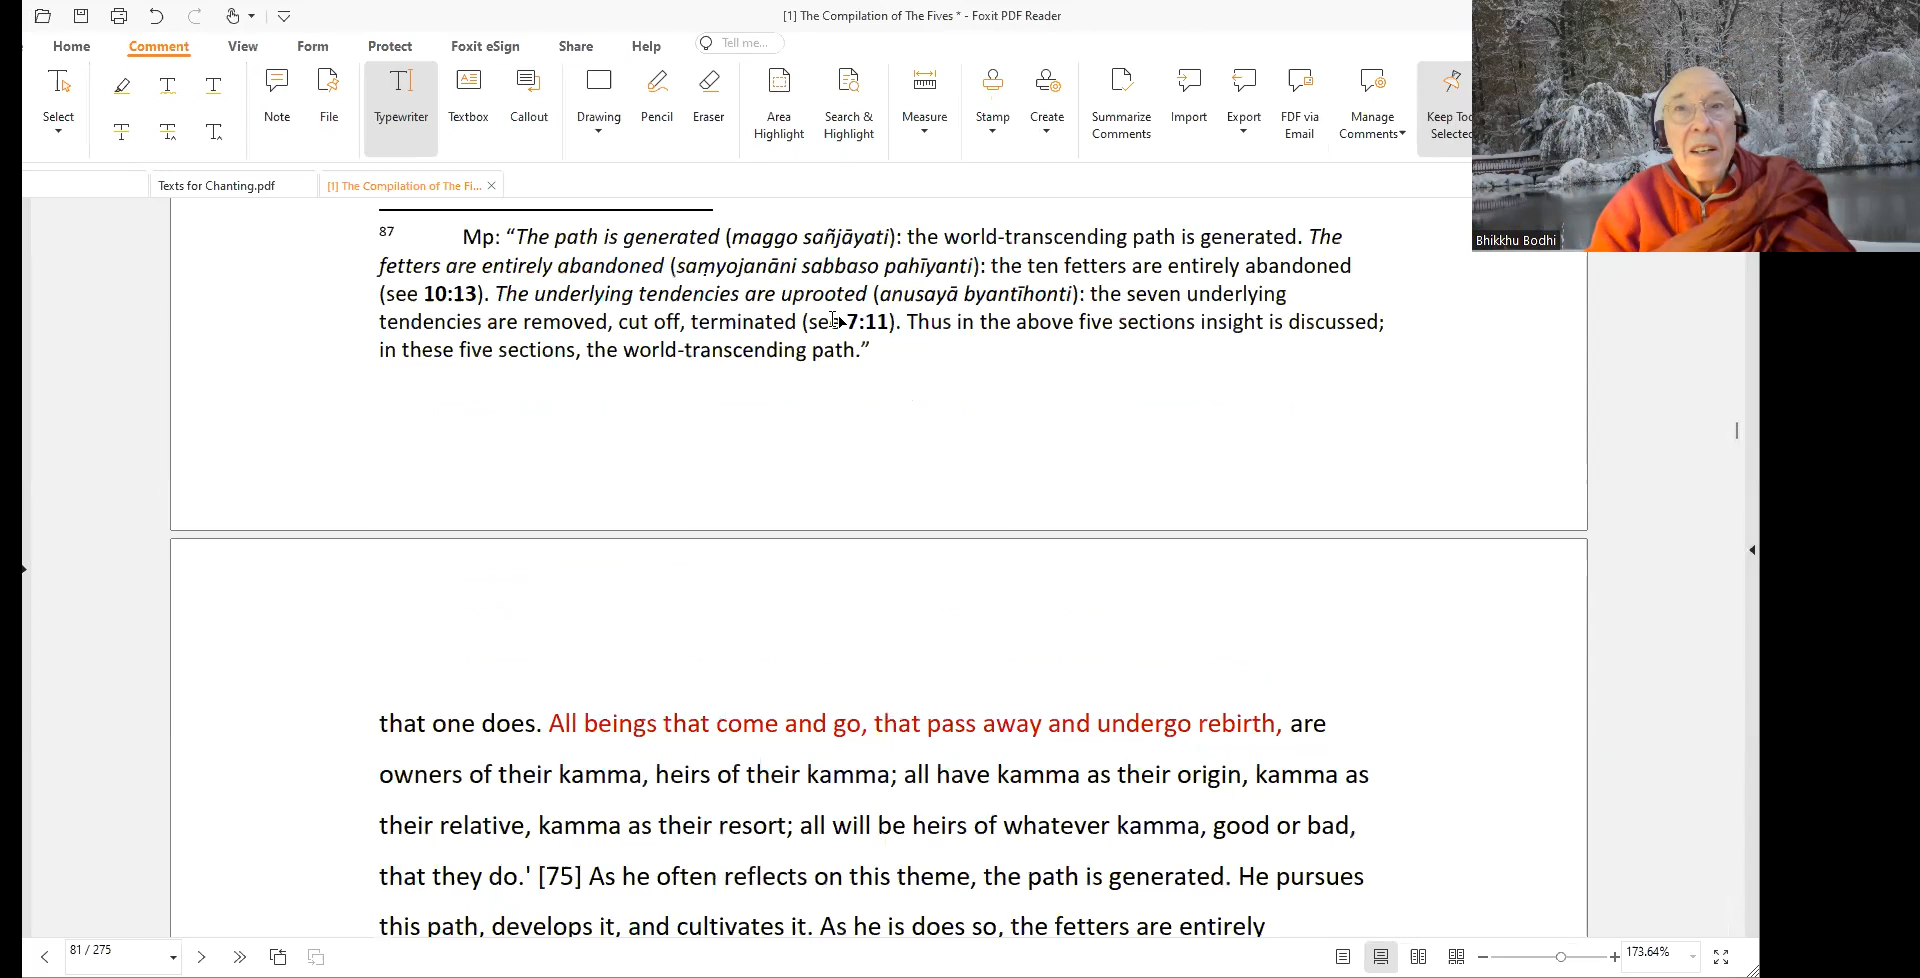 [1] The Compilation of The Fives * - Foxit PDF Reader
Home Comment View Form Protect Foxit eSign Share Help Tell me...
Select
Note
File
Typewriter
Textbox
Callout
Drawing
Pencil
Eraser
Area
Highlight
Search &
Highlight
Measure
Stamp
Create
Summarize
Comments
Import
Export
FDF via
Email
Manage
Comments
Keep Too
Selected
Bhikkhu Bodhi
Texts for Chanting.pdf [1] The Compilation of The Fi...
87 Mp: “The path is generated (maggo sañjāyati): the world-transcending path is generated. The
fetters are entirely abandoned (saṃyojanāni sabbaso pahīyanti): the ten fetters are entirely abandoned
(see 10:13). The underlying tendencies are uprooted (anusayā byantīhonti): the seven underlying
tendencies are removed, cut off, terminated (see 7:11). Thus in the above five sections insight is discussed;
in these five sections, the world-transcending path.”
that one does. All beings that come and go, that pass away and undergo rebirth, are
owners of their kamma, heirs of their kamma; all have kamma as their origin, kamma as
their relative, kamma as their resort; all will be heirs of whatever kamma, good or bad,
that they do.' [75] As he often reflects on this theme, the path is generated. He pursues
this path, develops it, and cultivates it. As he is does so, the fetters are entirely
81 / 275
173.64%